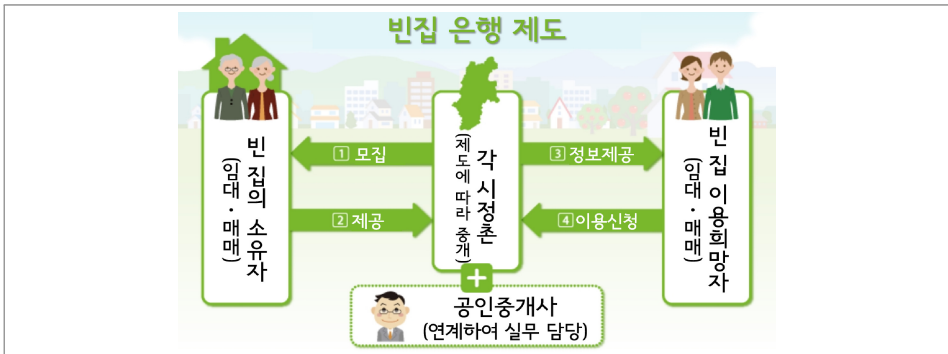 빈집 은행 제도
빈 집의 소유자
(임대·매매)
1 모집
2 제공
각 시정촌
(제도에 따라 중개)
3 정보제공
4 이용신청
빈 집 이용희망자
(임대·매매)
+
공인중개사
(연계하여 실무 담당)